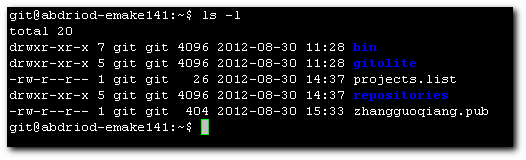 git@abdriod-emake141:~$ ls -l
total 20
drwxr-xr-x 7 git git 4096 2012-08-30 11:28 bin
drwxr-xr-x 5 git git 4096 2012-08-30 11:28 gitolite
-rw-r--r-- 1 git git   26 2012-08-30 14:37 projects.list
drwxr-xr-x 5 git git 4096 2012-08-30 14:37 repositories
-rw-r--r-- 1 git git  404 2012-08-30 15:33 zhangguoqiang.pub
git@abdriod-emake141:~$